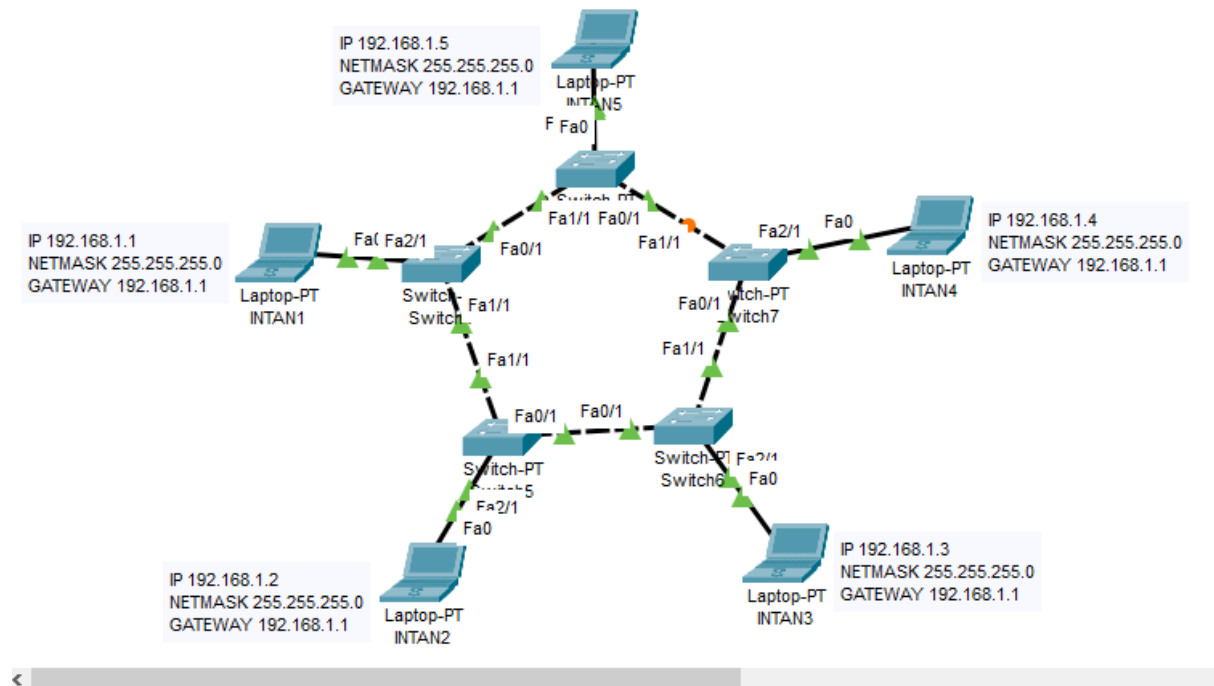 IP 192.168.1.5
NETMASK 255.255.255.0
GATEWAY 192.168.1.1
Laptop-PT
INTAN5
Fa0
Fa1/1
Fa0/1
Fa0/1
Fa1/1
IP 192.168.1.1
NETMASK 255.255.255.0
GATEWAY 192.168.1.1
Laptop-PT
INTAN1
Fa2/1
Fa1/1
Fa2/1
Fa0
Laptop-PT
INTAN4
IP 192.168.1.4
NETMASK 255.255.255.0
GATEWAY 192.168.1.1
Fa0/1
Fa1/1
Fa1/1
Fa0/1
Fa0/1
Switch-PT
Switch6
Fa2/1
Fa0
Switch-PT
Switch5
Fa2/1
Fa0
IP 192.168.1.2
NETMASK 255.255.255.0
GATEWAY 192.168.1.1
Laptop-PT
INTAN2
Laptop-PT
INTAN3
IP 192.168.1.3
NETMASK 255.255.255.0
GATEWAY 192.168.1.1